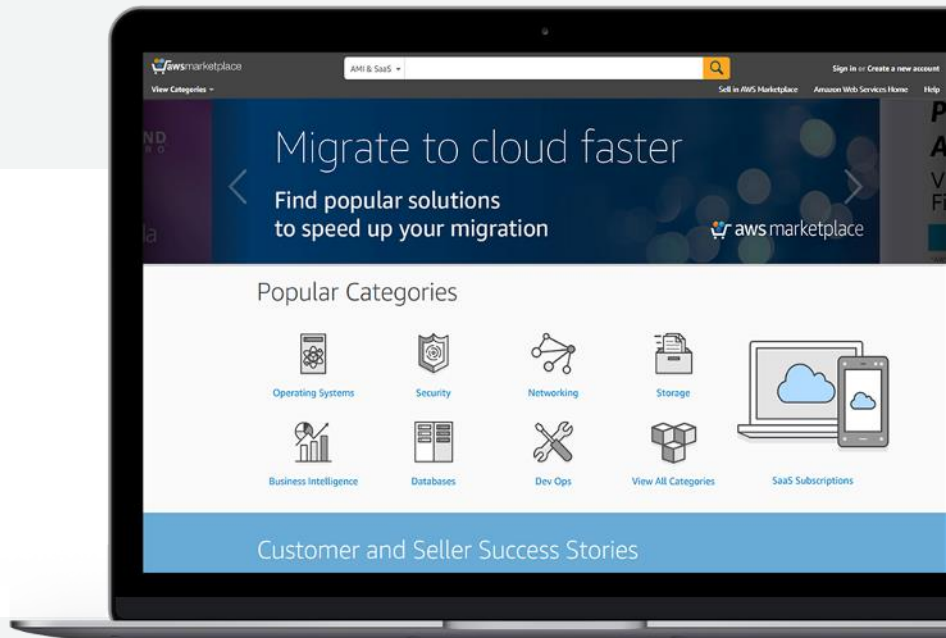 awsmarketplace
AMI & SaaS
Sign in or Create a new account
View Categories
Sell in AWS Marketplace Amazon Web Services Home Help
Migrate to cloud faster
Find popular solutions
to speed up your migration
aws marketplace
Popular Categories
Operating Systems Security Networking Storage
Business Intelligence Databases Dev Ops View All Categories SaaS Subscriptions
Customer and Seller Success Stories